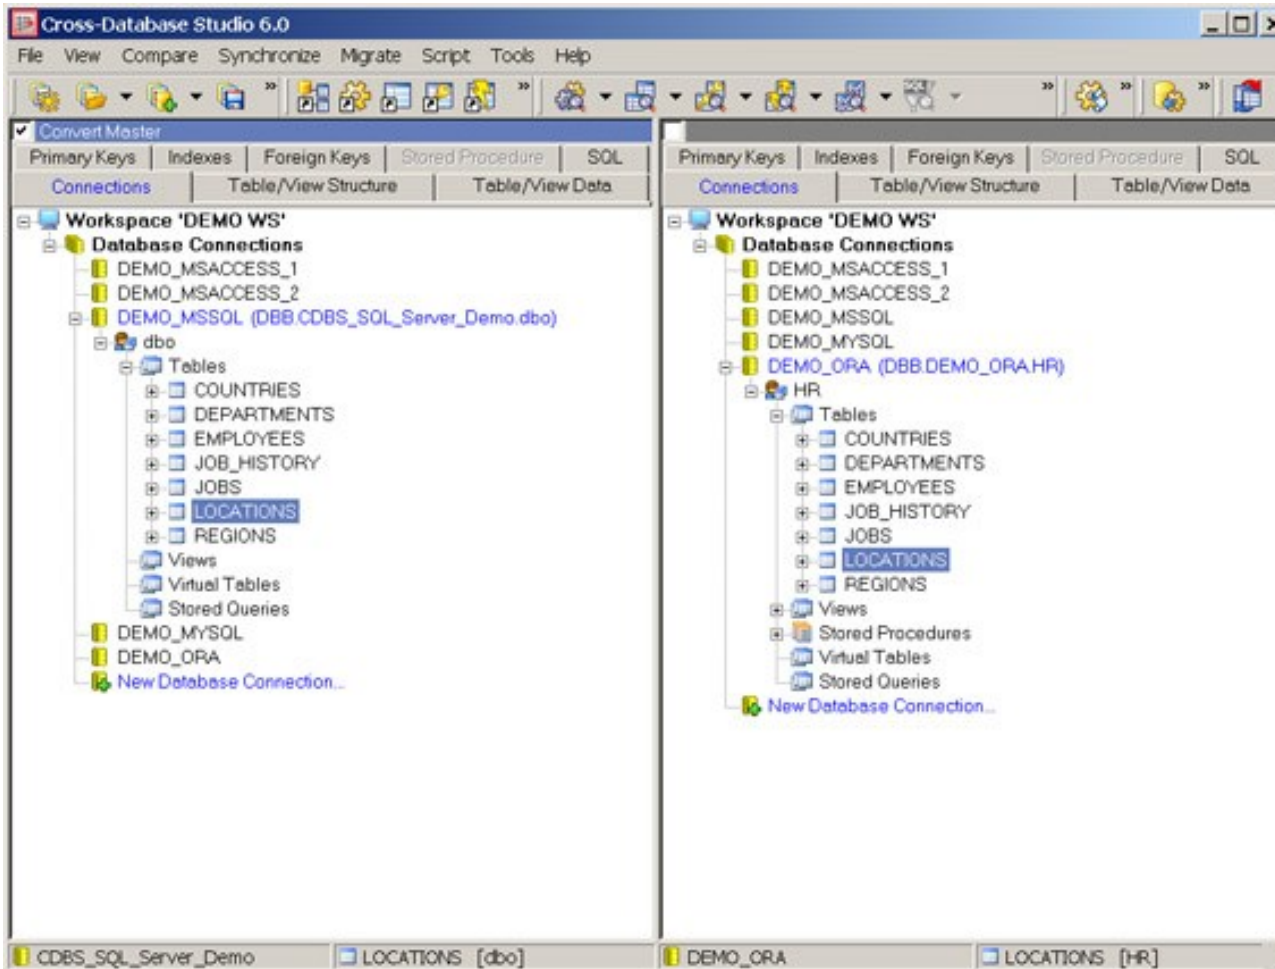 Cross-Database Studio 6.0
File View Compare Synchronize Migrate Script Tools Help
Convert Master
Primary Keys Indexes Foreign Keys Stored Procedure SQL
Connections Table/View Structure Table/View Data
Workspace 'DEMO WS'
Database Connections
DEMO_MSACCESS_1
DEMO_MSACCESS_2
DEMO_MSSQL (DBB.CDBS_SQL_Server_Demo.dbo)
dbo
Tables
COUNTRIES
DEPARTMENTS
EMPLOYEES
JOB_HISTORY
JOBS
LOCATIONS
REGIONS
Views
Virtual Tables
Stored Queries
DEMO_MYSQL
DEMO_ORA
New Database Connection...
CDBS_SQL_Server_Demo LOCATIONS [dbo]
Primary Keys Indexes Foreign Keys Stored Procedure SQL
Connections Table/View Structure Table/View Data
Workspace 'DEMO WS'
Database Connections
DEMO_MSACCESS_1
DEMO_MSACCESS_2
DEMO_MSSQL
DEMO_MYSQL
DEMO_ORA (DBB.DEMO_ORA.HR)
HR
Tables
COUNTRIES
DEPARTMENTS
EMPLOYEES
JOB_HISTORY
JOBS
LOCATIONS
REGIONS
Views
Stored Procedures
Virtual Tables
Stored Queries
New Database Connection...
DEMO_ORA LOCATIONS [HR]